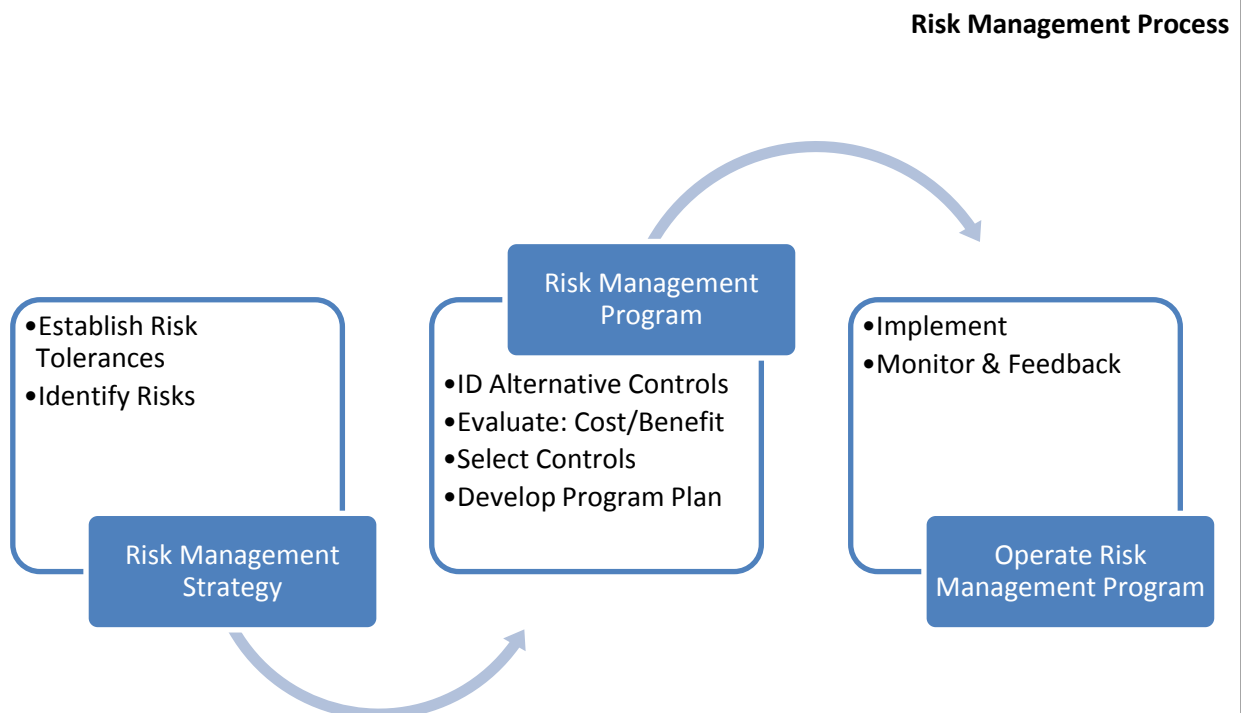 Risk Management Process
•Establish Risk
Tolerances
•Identify Risks
Risk Management
Strategy
Risk Management
Program
•ID Alternative Controls
•Evaluate: Cost/Benefit
•Select Controls
•Develop Program Plan
•Implement
•Monitor & Feedback
Operate Risk
Management Program